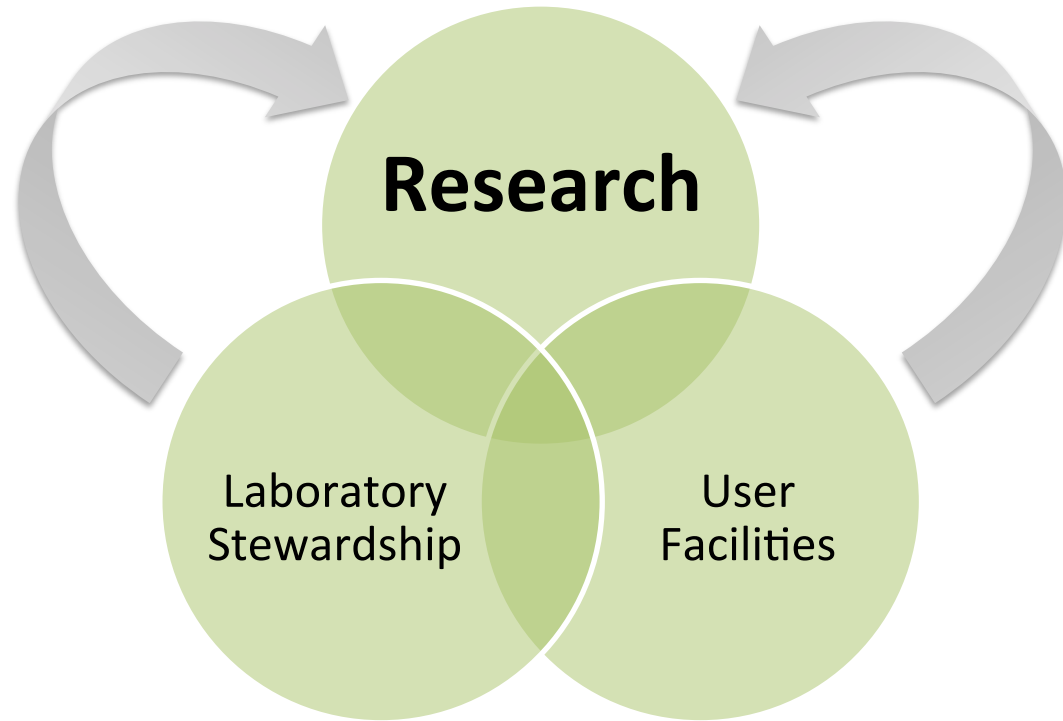 Research
Laboratory
Stewardship
User
Facilities